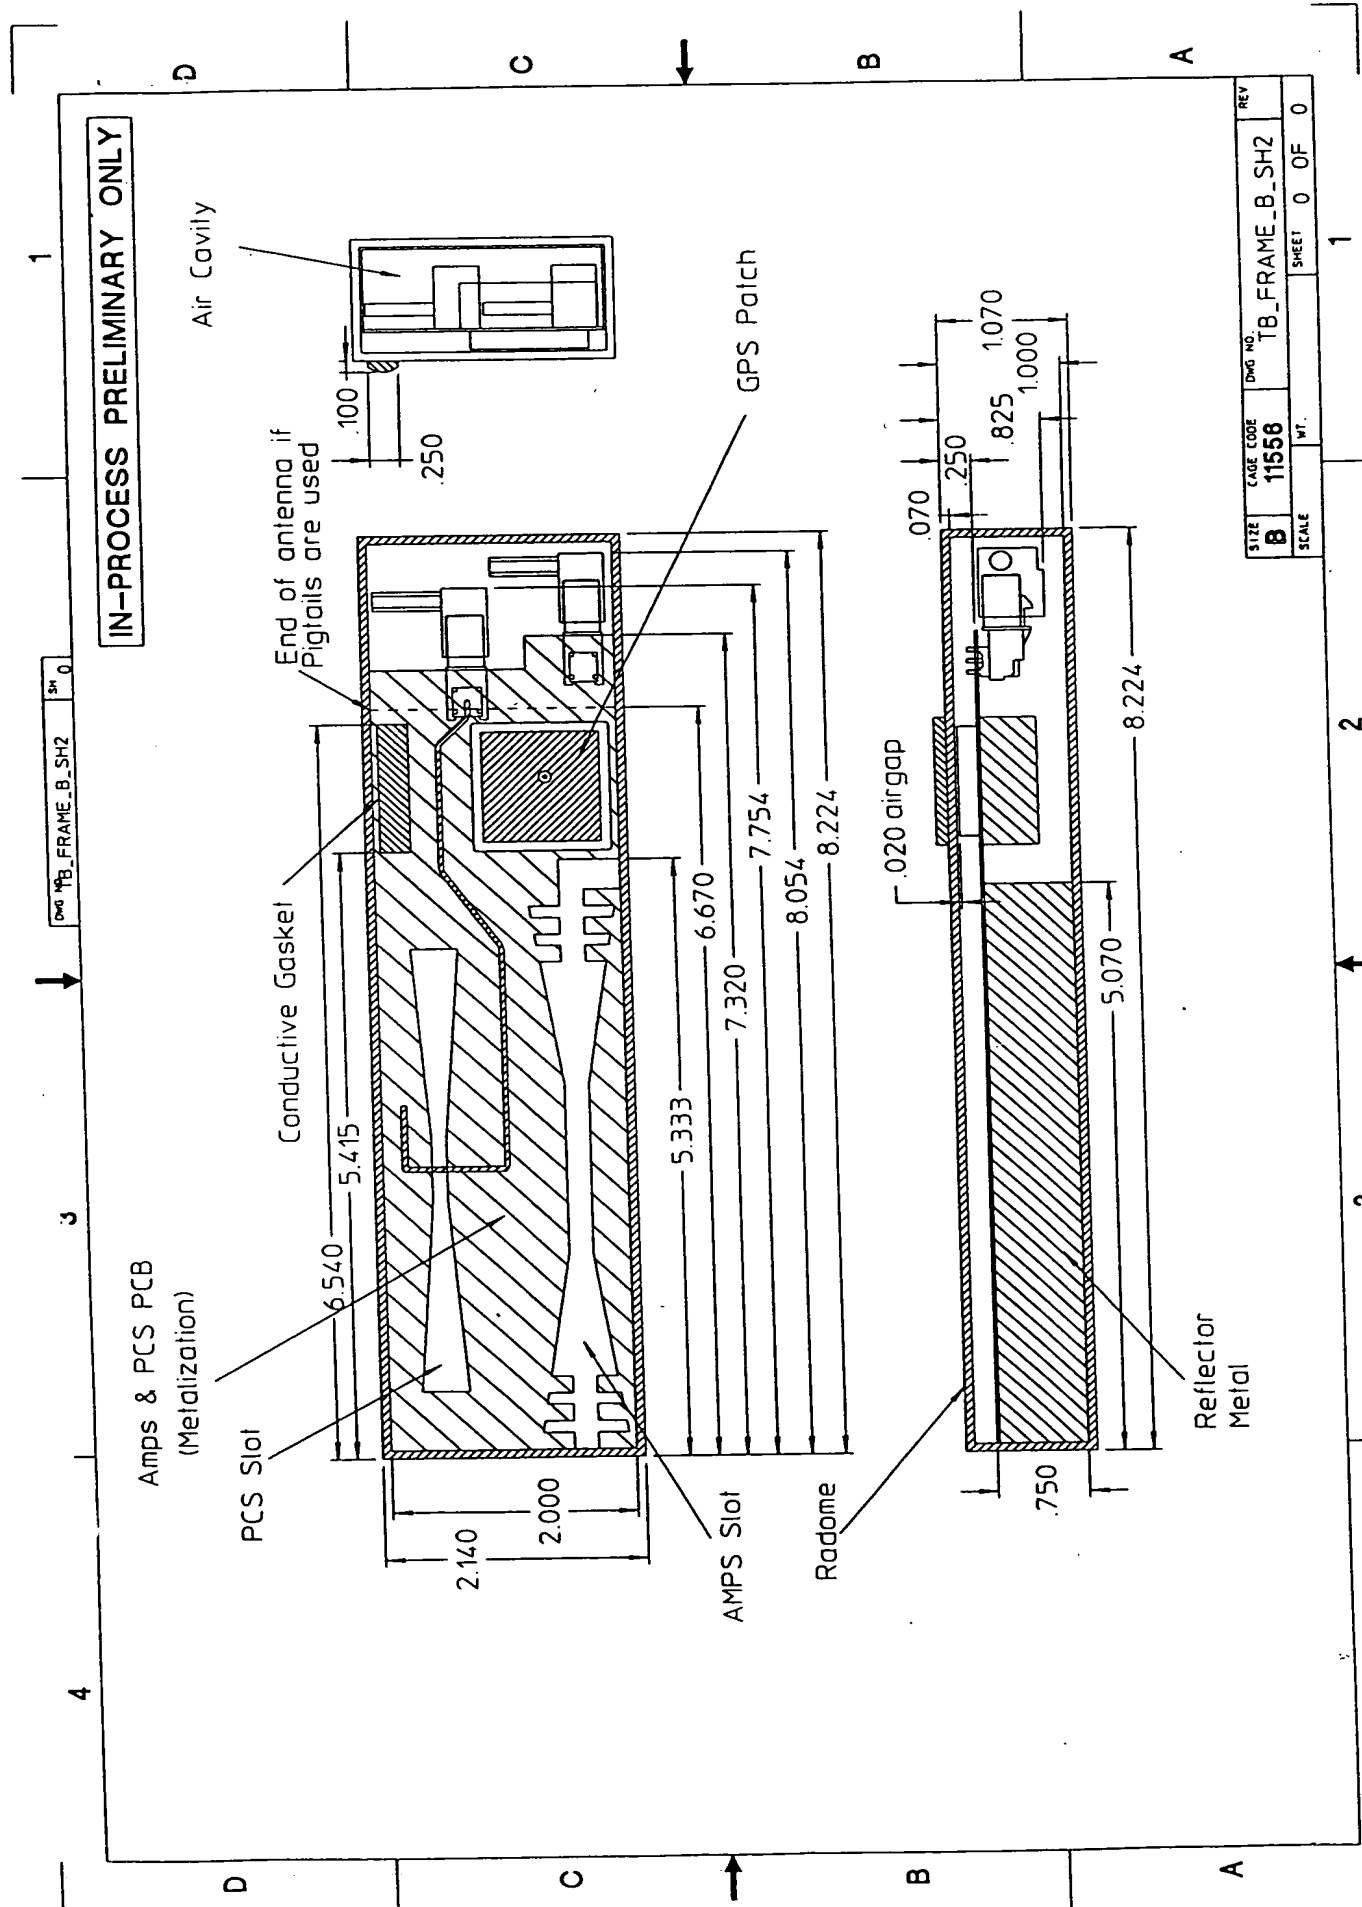 DWG NO. TB_FRAME_B_SH2 SH 0
4
3
2
1
D
C
B
A
IN-PROCESS PRELIMINARY ONLY
Amps & PCS PCB
(Metalization)
PCS Slot
Conductive Gasket
End of antenna if
Pigtails are used
Air Cavity
6.540
5.415
.100
.250
2.140
2.000
AMPS Slot
GPS Patch
5.333
6.670
7.320
7.754
8.054
8.224
Radome
.020 airgap
.070
.250
.825
1.000
1.070
.750
5.070
8.224
Reflector
Metal
SIZE
B
CAGE CODE
11556
DWG NO.
TB_FRAME_B_SH2
REV
SCALE
WT.
SHEET 0 OF 0
D
C
B
A
2
1